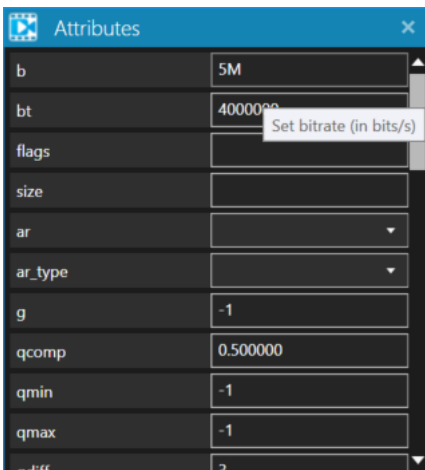 Attributes
b 5M
bt 4000000
Set bitrate (in bits/s)
flags
size
ar
ar_type
g -1
qcomp 0.500000
qmin -1
qmax -1